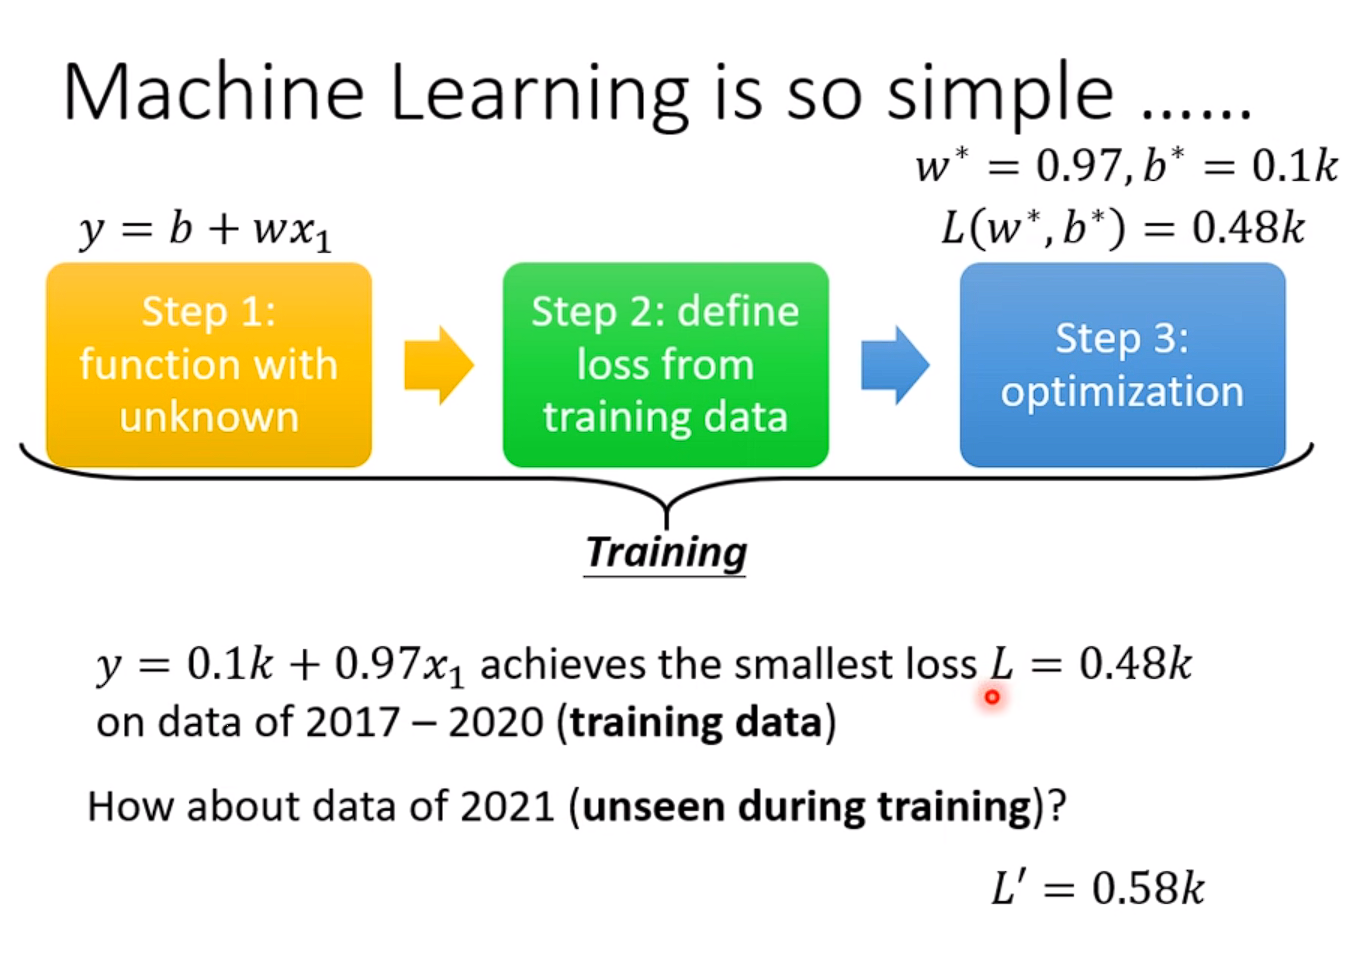 Machine Learning is so simple ……
w* = 0.97, b* = 0.1k
y = b + wx₁
L(w*, b*) = 0.48k
Step 1:
function with
unknown
Step 2: define
loss from
training data
Step 3:
optimization
Training
y = 0.1k + 0.97x₁ achieves the smallest loss L = 0.48k
on data of 2017 – 2020 (training data)
How about data of 2021 (unseen during training)?
L′ = 0.58k